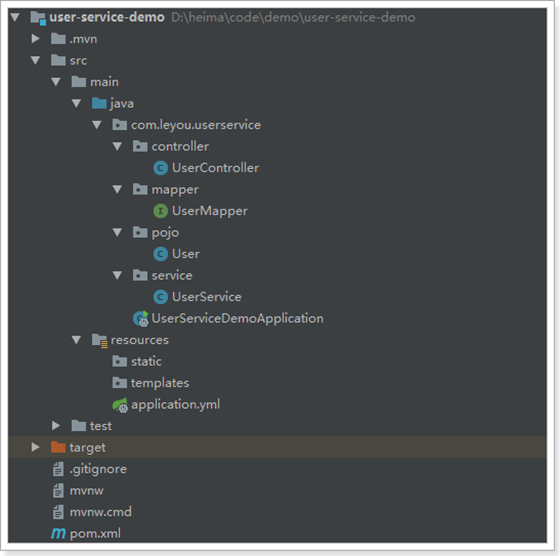 user-service-demo D:\heima\code\demo\user-service-demo
.mvn
src
main
java
com.leyou.userservice
controller
UserController
mapper
UserMapper
pojo
User
service
UserService
UserServiceDemoApplication
resources
static
templates
application.yml
test
target
.gitignore
mvnw
mvnw.cmd
pom.xml